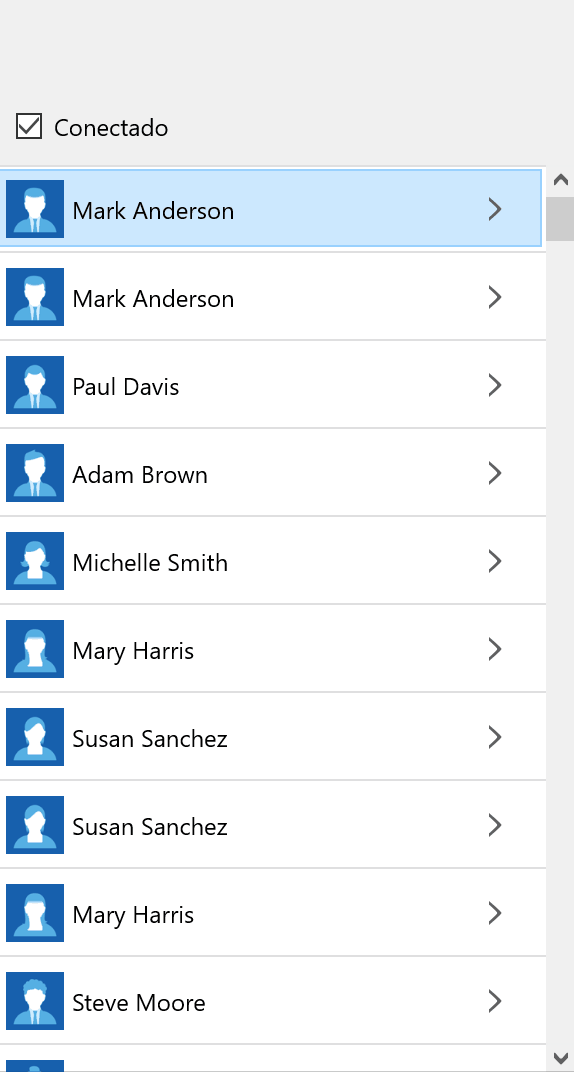 Conectado
Mark Anderson
Mark Anderson
Paul Davis
Adam Brown
Michelle Smith
Mary Harris
Susan Sanchez
Susan Sanchez
Mary Harris
Steve Moore